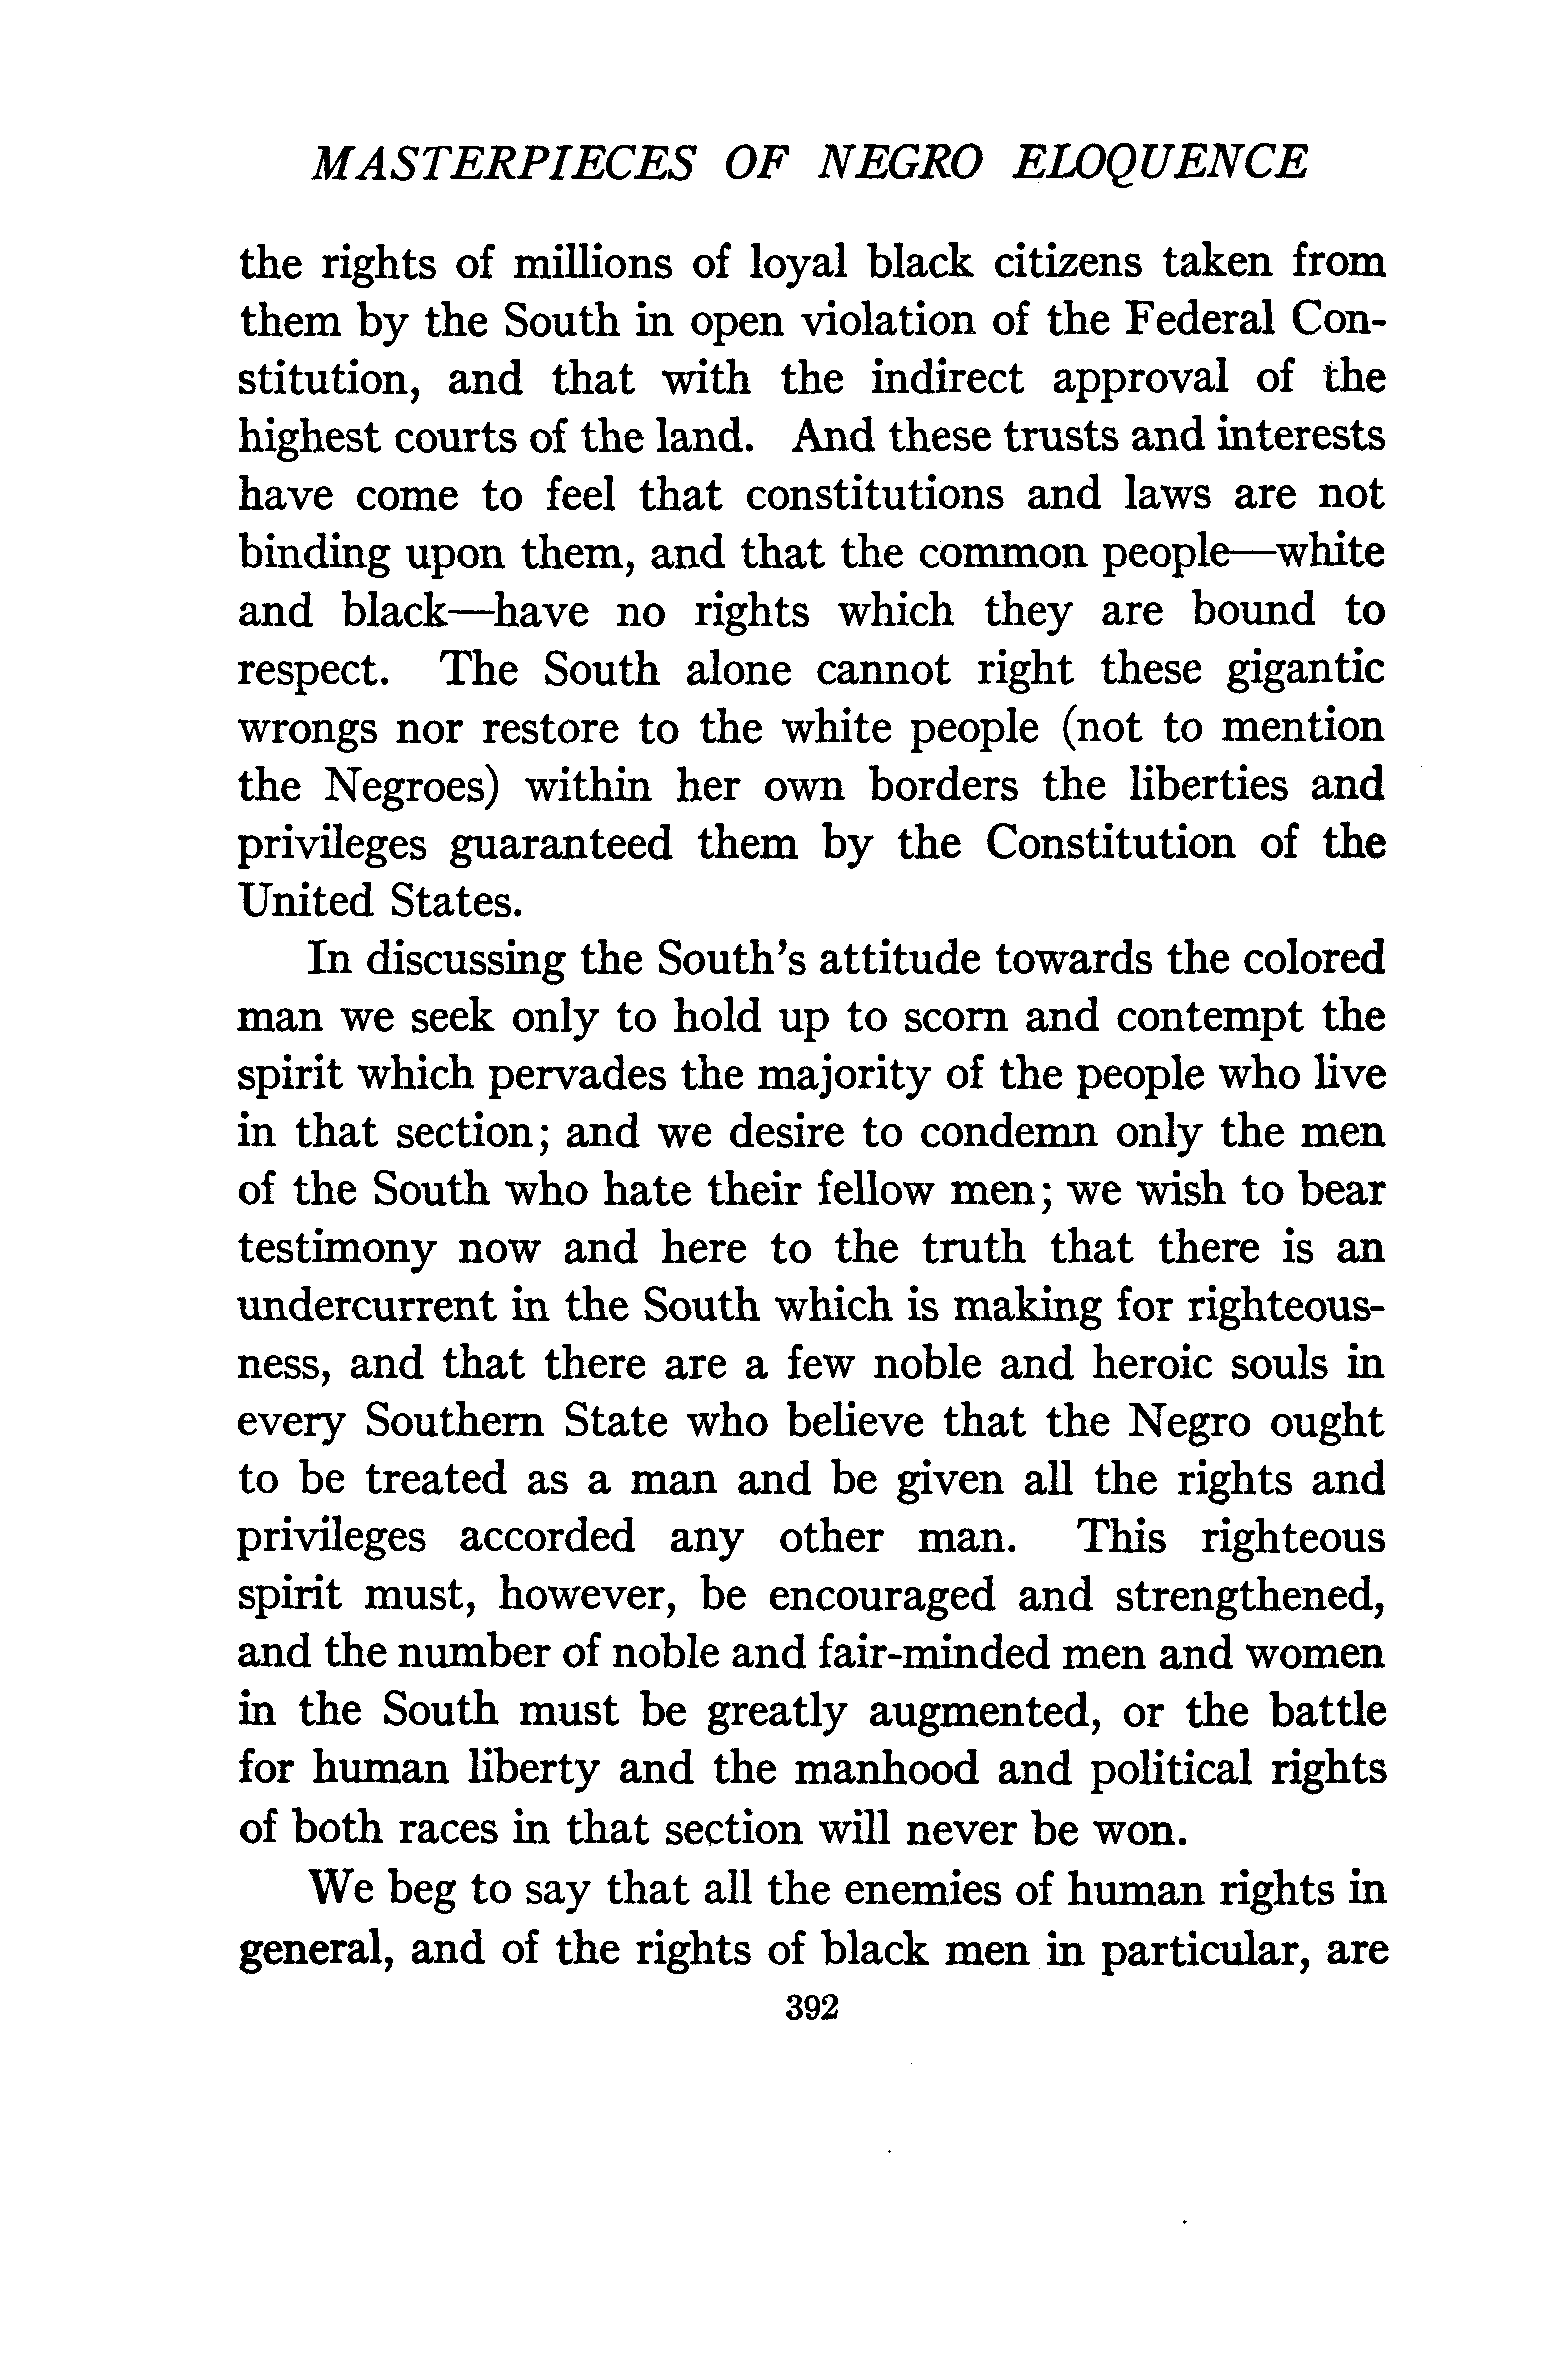 MASTERPIECES OF NEGRO ELOQUENCE
the rights of millions of loyal black citizens taken from
them by the South in open violation of the Federal Con-
stitution, and that with the indirect approval of the
highest courts of the land. And these trusts and interests
have come to feel that constitutions and laws are not
binding upon them, and that the common people—white
and black—have no rights which they are bound to
respect. The South alone cannot right these gigantic
wrongs nor restore to the white people (not to mention
the Negroes) within her own borders the liberties and
privileges guaranteed them by the Constitution of the
United States.
In discussing the South's attitude towards the colored
man we seek only to hold up to scorn and contempt the
spirit which pervades the majority of the people who live
in that section; and we desire to condemn only the men
of the South who hate their fellow men; we wish to bear
testimony now and here to the truth that there is an
undercurrent in the South which is making for righteous-
ness, and that there are a few noble and heroic souls in
every Southern State who believe that the Negro ought
to be treated as a man and be given all the rights and
privileges accorded any other man. This righteous
spirit must, however, be encouraged and strengthened,
and the number of noble and fair-minded men and women
in the South must be greatly augmented, or the battle
for human liberty and the manhood and political rights
of both races in that section will never be won.
We beg to say that all the enemies of human rights in
general, and of the rights of black men in particular, are
392